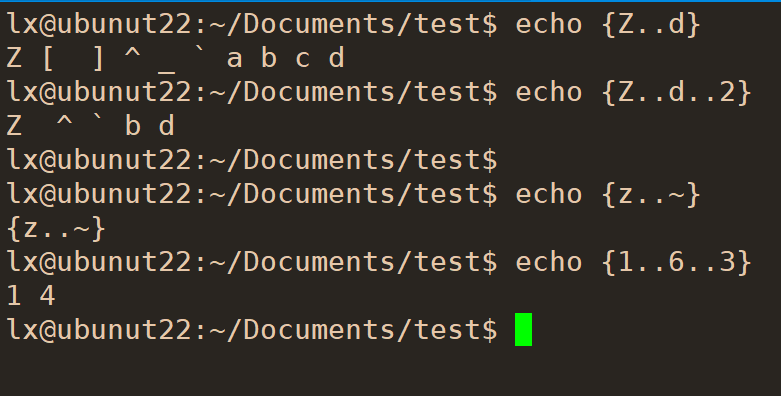 lx@ubunut22:~/Documents/test$ echo {Z..d}
Z [  ] ^ _ ` a b c d
lx@ubunut22:~/Documents/test$ echo {Z..d..2}
Z  ^ ` b d
lx@ubunut22:~/Documents/test$
lx@ubunut22:~/Documents/test$ echo {z..~}
{z..~}
lx@ubunut22:~/Documents/test$ echo {1..6..3}
1 4
lx@ubunut22:~/Documents/test$